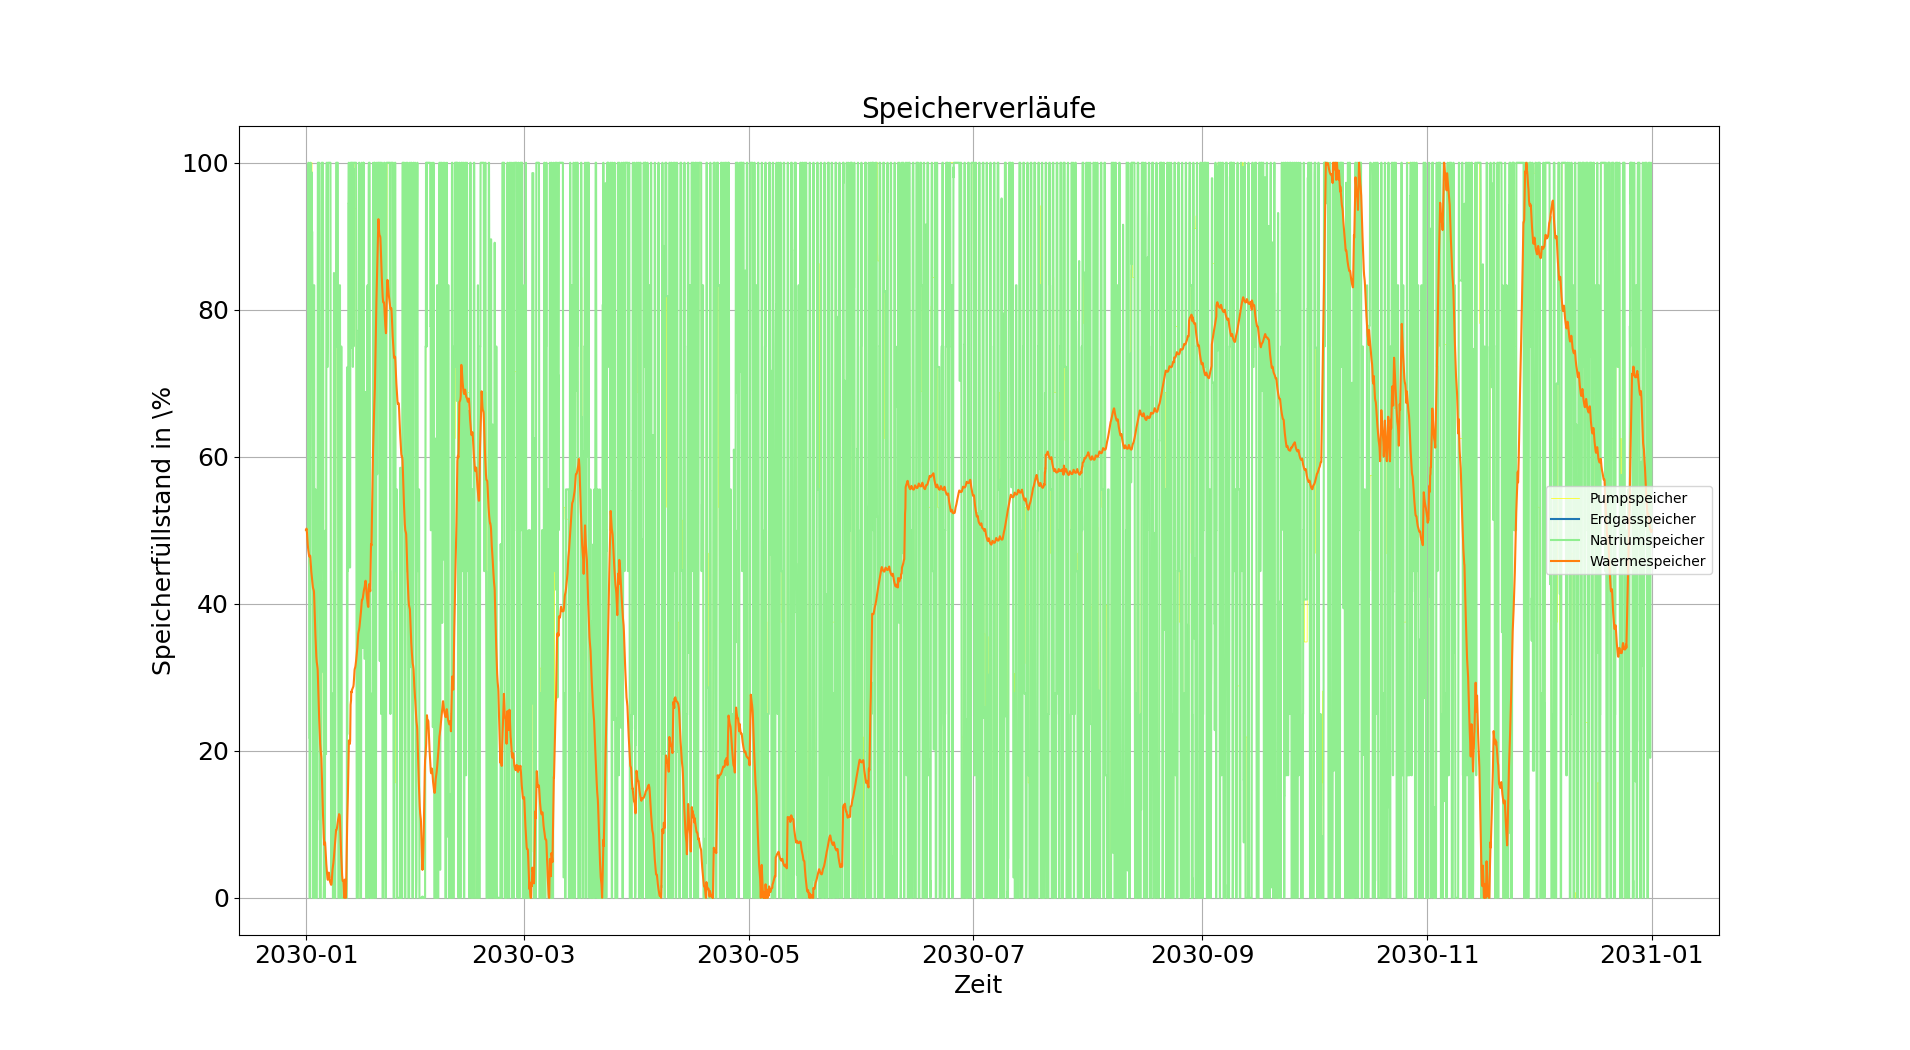 Speicherverläufe
Speicherfüllstand in \%
100
80
60
40
20
0
Pumpspeicher
Erdgasspeicher
Natriumspeicher
Waermespeicher
2030-01 2030-03 2030-05 2030-07 2030-09 2030-11 2031-01
Zeit